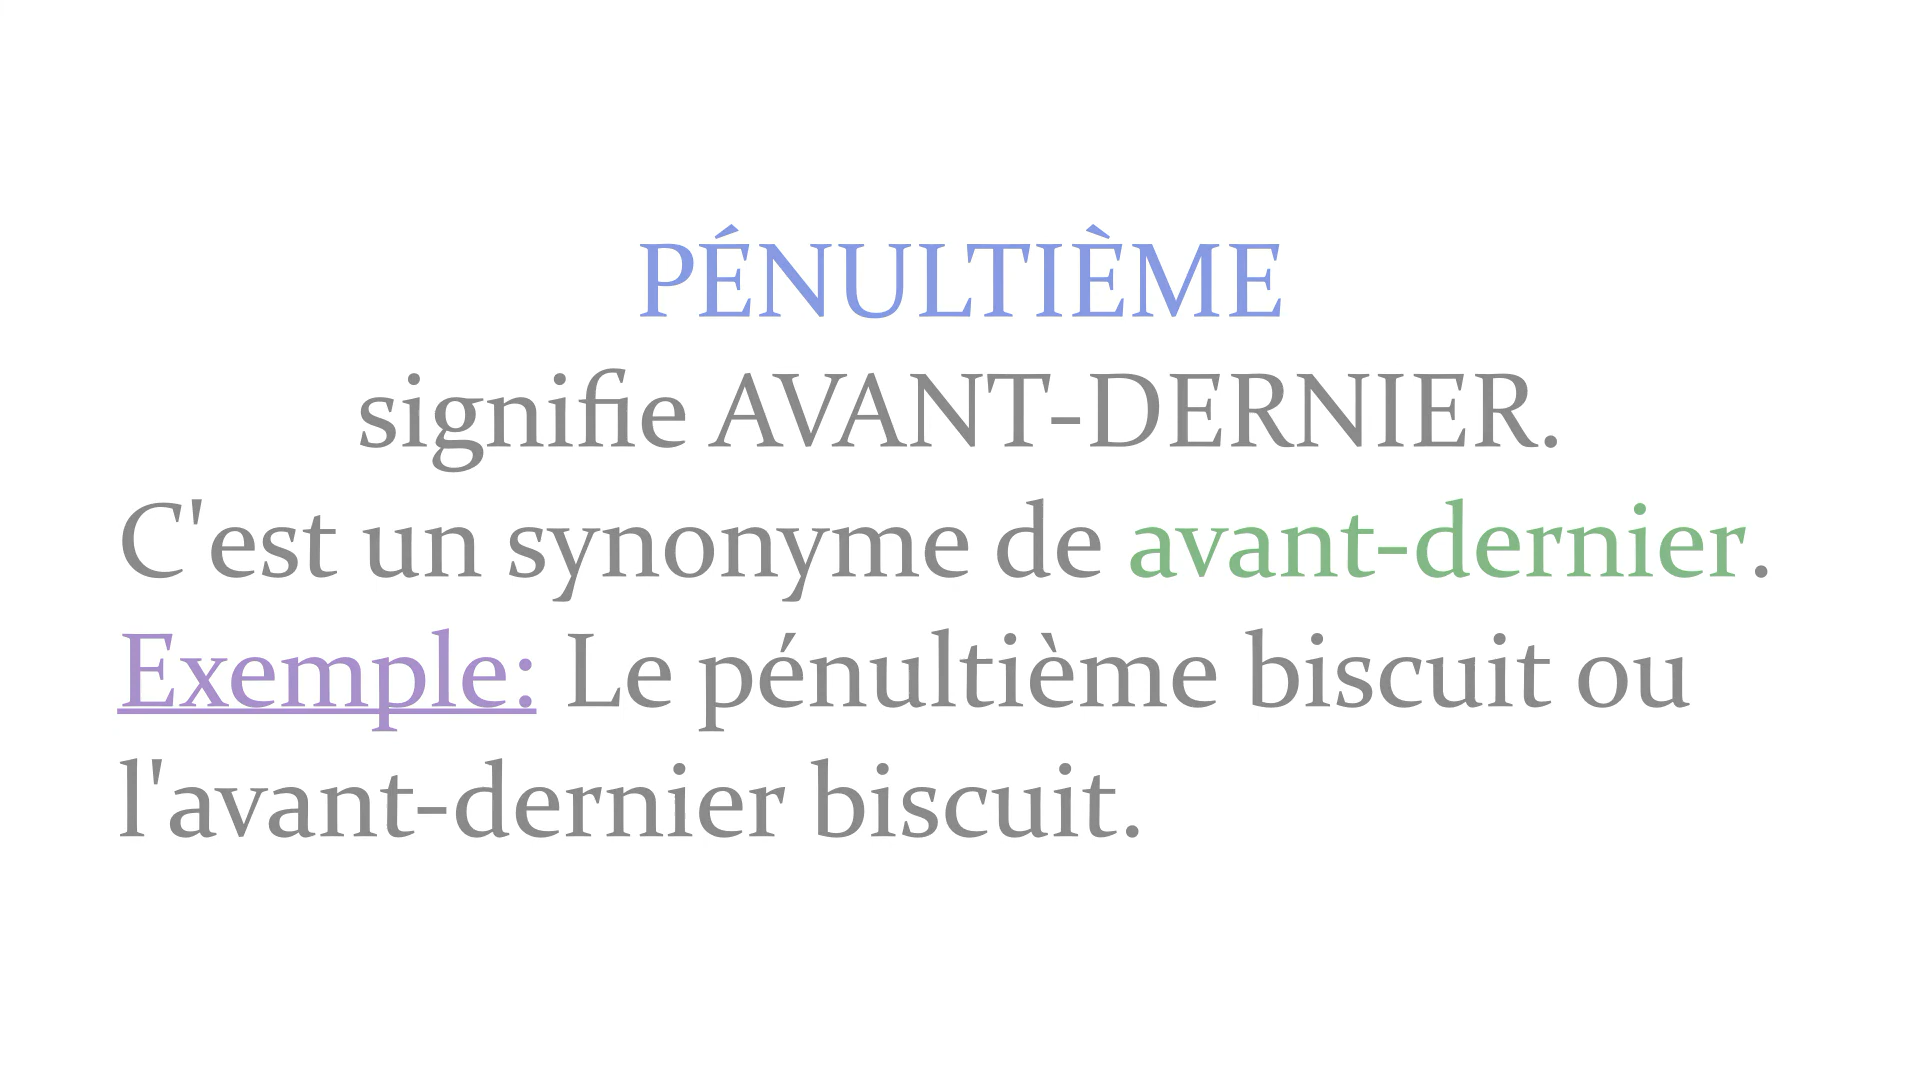 PÉNULTIÈME
signifie AVANT-DERNIER.
C'est un synonyme de avant-dernier.
Exemple: Le pénultième biscuit ou
l'avant-dernier biscuit.